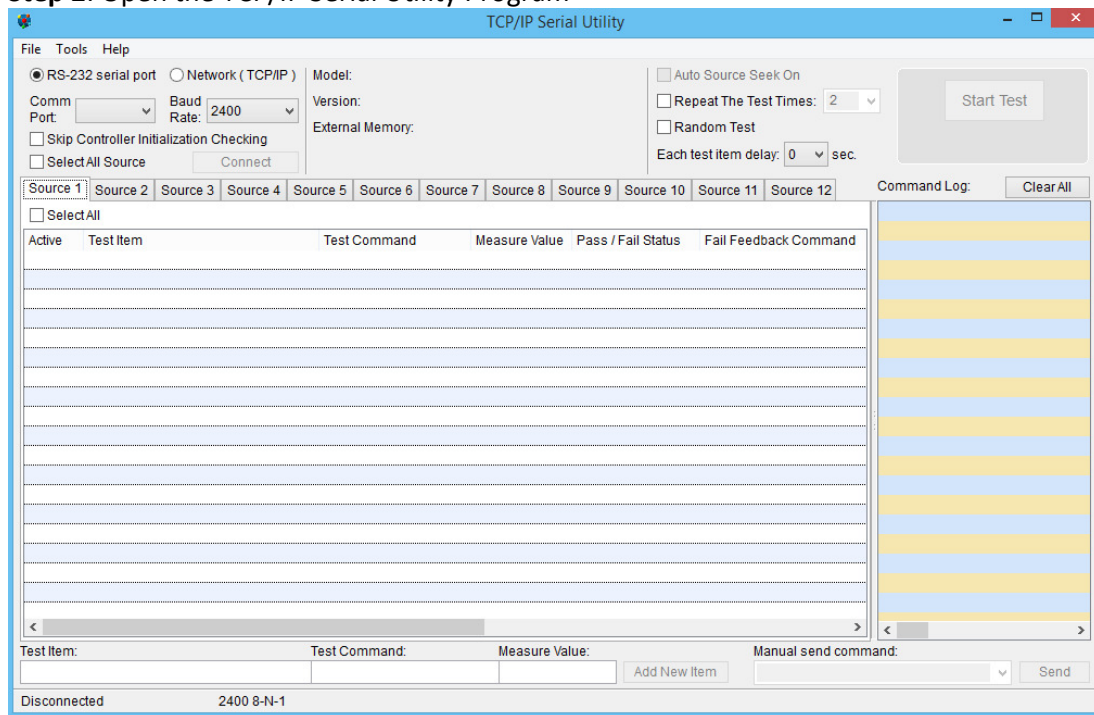 Step 2: Open the TCP/IP Serial Utility Program
TCP/IP Serial Utility
File Tools Help
RS-232 serial port Network ( TCP/IP ) Model: Auto Source Seek On
Comm Port: Baud Rate: 2400 Version: Repeat The Test Times: 2 Start Test
Skip Controller Initialization Checking External Memory: Random Test
Select All Source Connect Each test item delay: 0 sec.
Source 1 Source 2 Source 3 Source 4 Source 5 Source 6 Source 7 Source 8 Source 9 Source 10 Source 11 Source 12 Command Log: Clear All
Select All
Active Test Item Test Command Measure Value Pass / Fail Status Fail Feedback Command
Test Item: Test Command: Measure Value: Manual send command:
Add New Item Send
Disconnected 2400 8-N-1